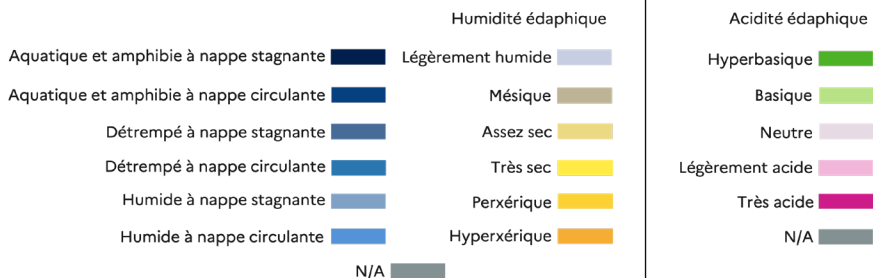 Humidité édaphique
Aquatique et amphibie à nappe stagnante
Aquatique et amphibie à nappe circulante
Détrempé à nappe stagnante
Détrempé à nappe circulante
Humide à nappe stagnante
Humide à nappe circulante
Légèrement humide
Mésique
Assez sec
Très sec
Perxérique
Hyperxérique
N/A
Acidité édaphique
Hyperbasique
Basique
Neutre
Légèrement acide
Très acide
N/A